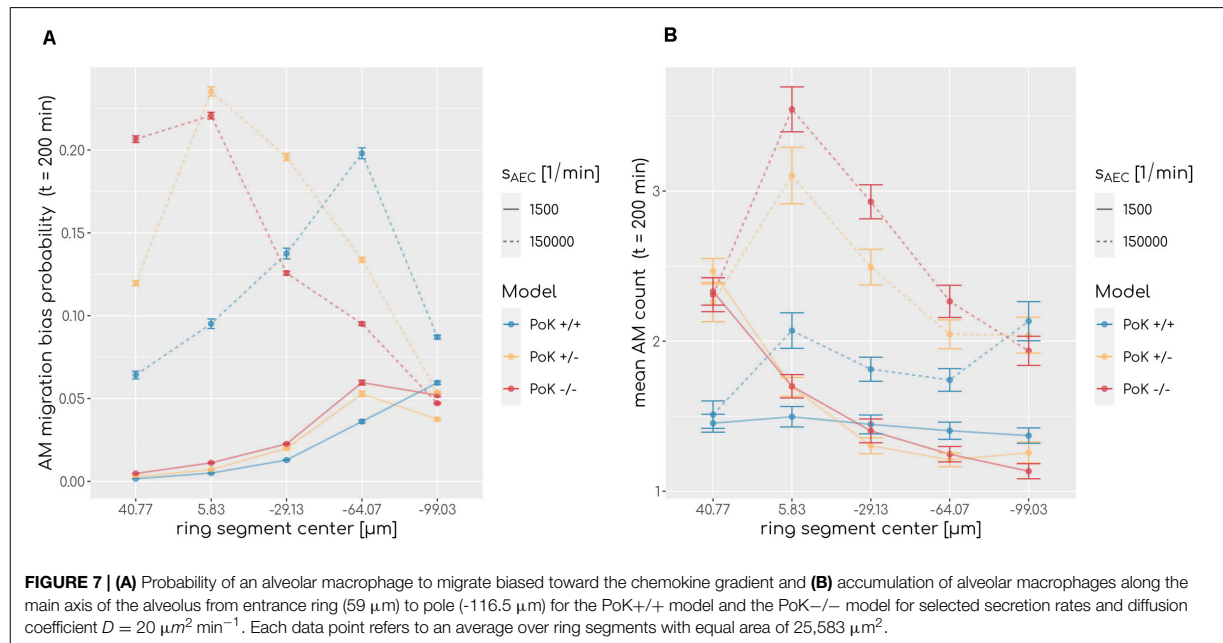 A
AM migration bias probability (t = 200 min)
0.20
0.15
0.10
0.05
0.00
40.77
5.83
-29.13
-64.07
-99.03
ring segment center [µm]
sAEC [1/min]
1500
150000
Model
PoK +/+
PoK +/-
PoK -/-
B
mean AM count (t = 200 min)
3
2
1
40.77
5.83
-29.13
-64.07
-99.03
ring segment center [µm]
sAEC [1/min]
1500
150000
Model
PoK +/+
PoK +/-
PoK -/-
FIGURE 7 | (A) Probability of an alveolar macrophage to migrate biased toward the chemokine gradient and (B) accumulation of alveolar macrophages along the
main axis of the alveolus from entrance ring (59 µm) to pole (-116.5 µm) for the PoK+/+ model and the PoK−/− model for selected secretion rates and diffusion
coefficient D = 20 µm² min⁻¹. Each data point refers to an average over ring segments with equal area of 25,583 µm².